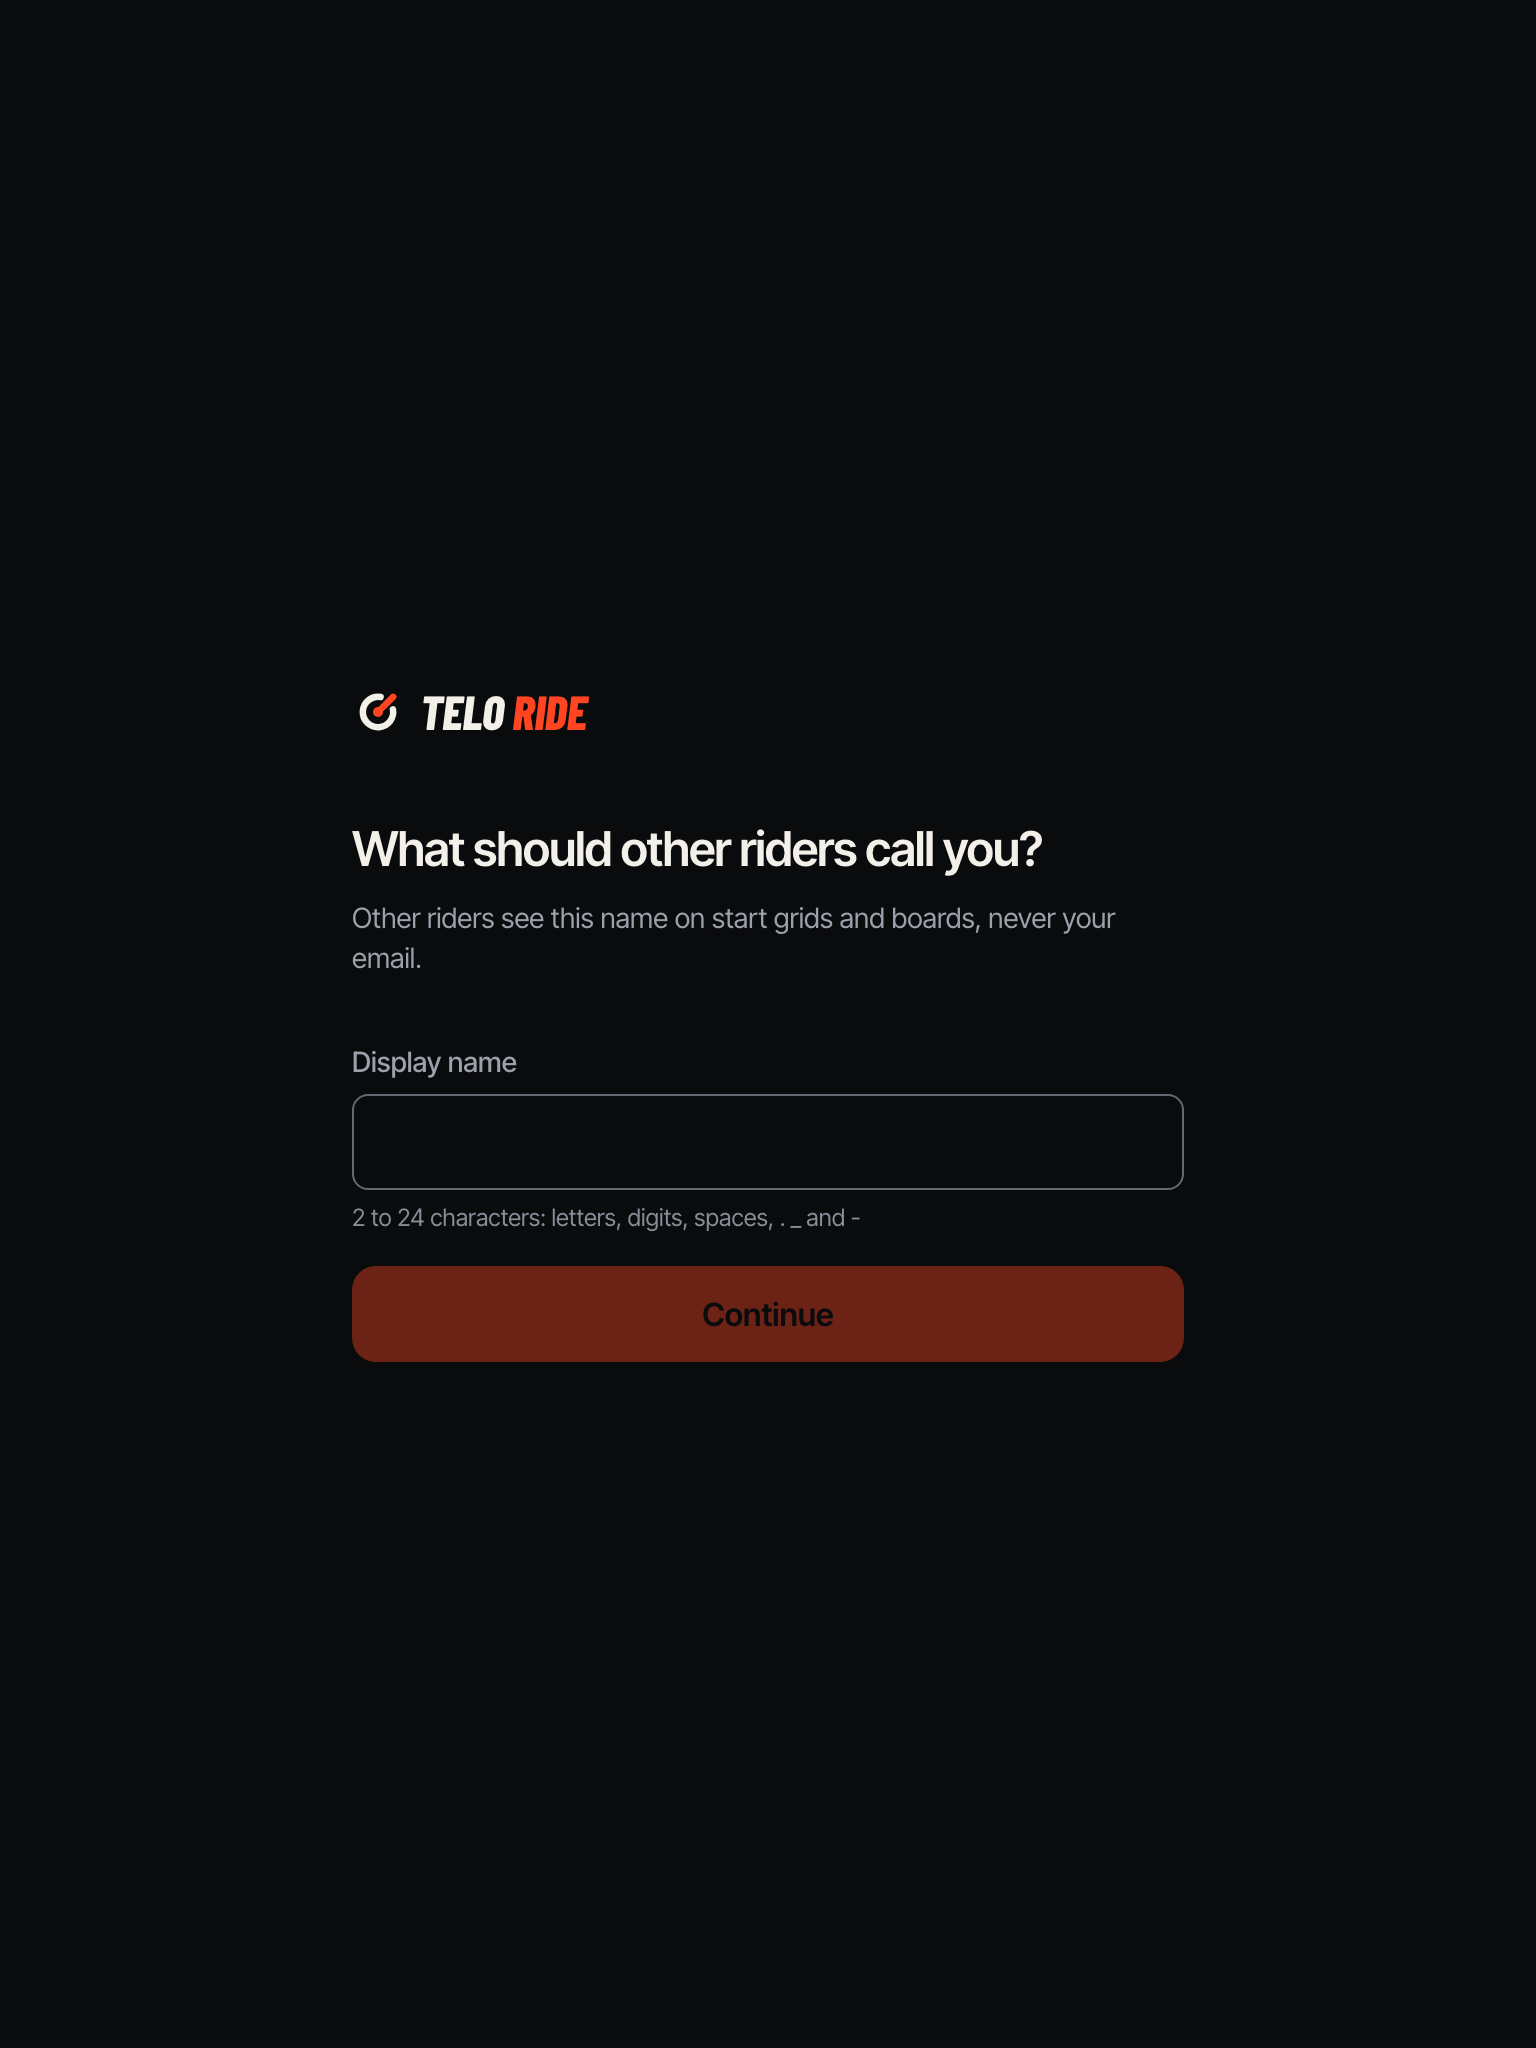 TELO RIDE
What should other riders call you?
Other riders see this name on start grids and boards, never your
email.
Display name
2 to 24 characters: letters, digits, spaces, . _ and -
Continue